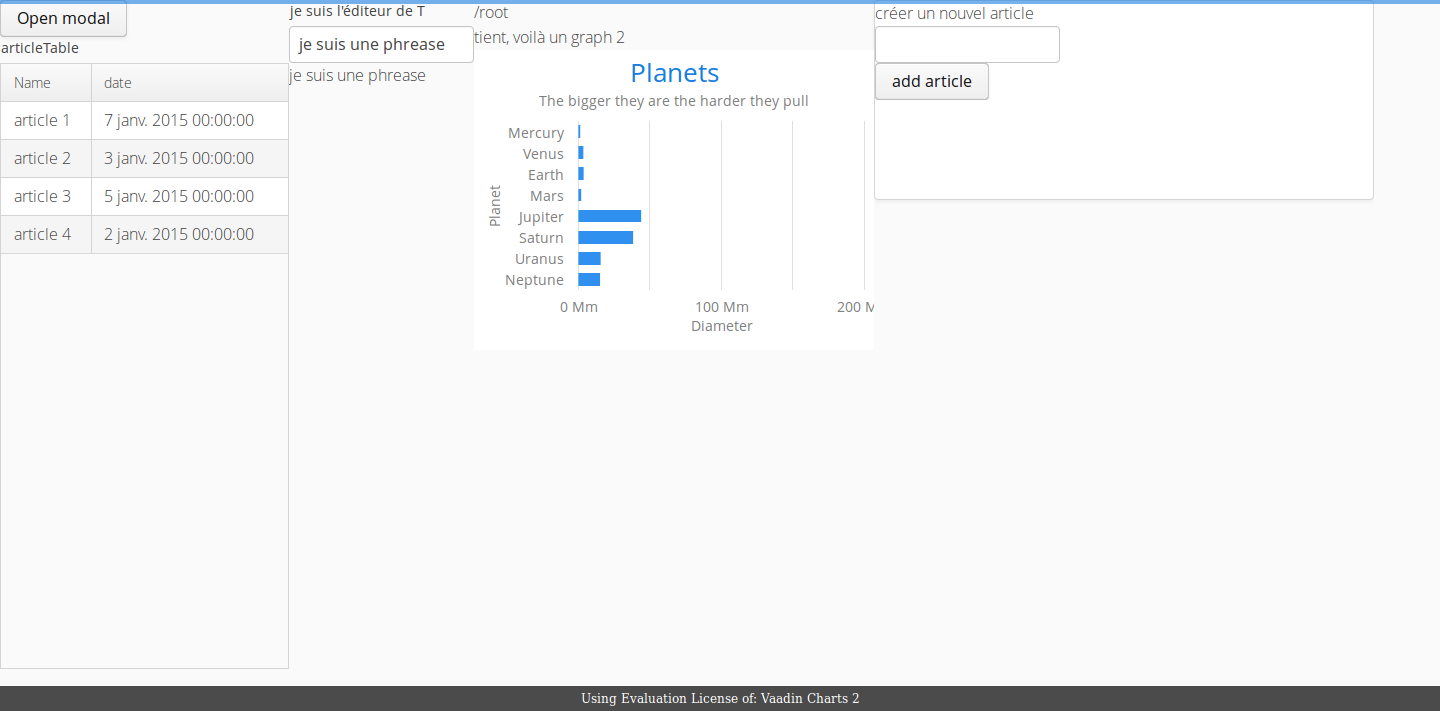 Open modal
articleTable
Name date
article 1 7 janv. 2015 00:00:00
article 2 3 janv. 2015 00:00:00
article 3 5 janv. 2015 00:00:00
article 4 2 janv. 2015 00:00:00
je suis l'éditeur de T
je suis une phrease
je suis une phrease
/root
tient, voilà un graph 2
Planets
The bigger they are the harder they pull
Planet
Mercury
Venus
Earth
Mars
Jupiter
Saturn
Uranus
Neptune
0 Mm 100 Mm 200 M
Diameter
créer un nouvel article
add article
Using Evaluation License of: Vaadin Charts 2